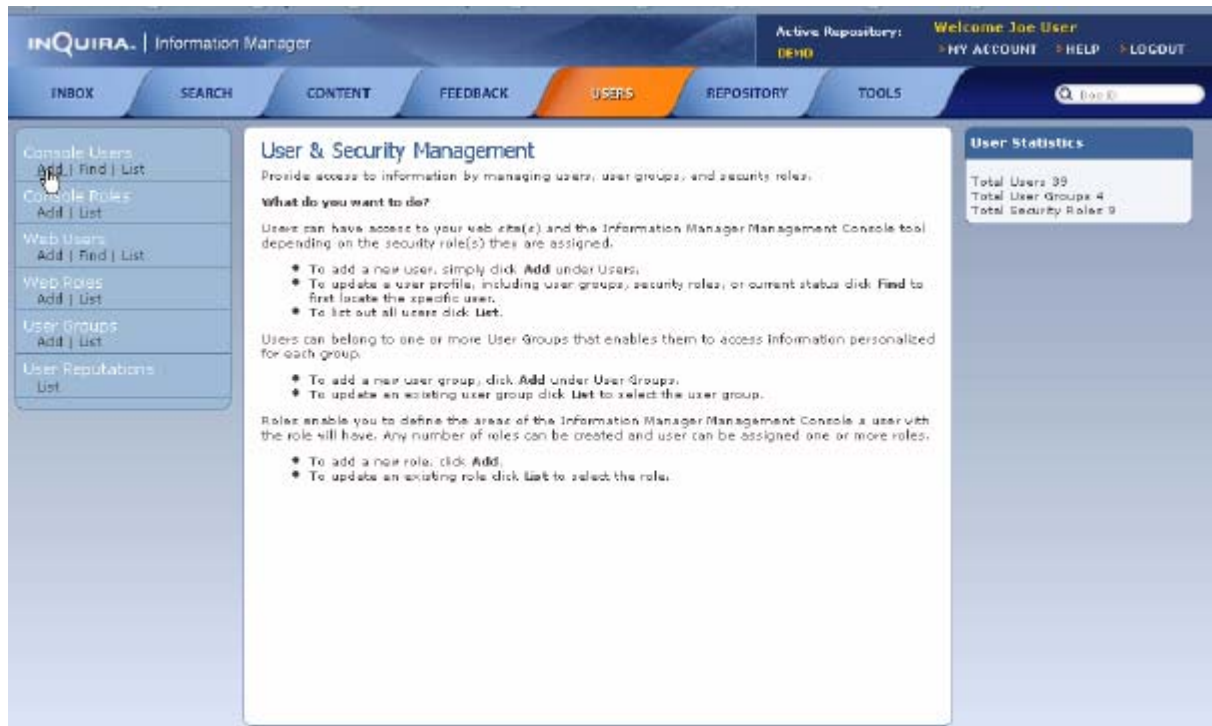 INQUIRA. | Information Manager
Active Repository:
DEMO
Welcome Joe User
MY ACCOUNT HELP LOGOUT
INBOX SEARCH CONTENT FEEDBACK USERS REPOSITORY TOOLS
Doc ID
Console Users
Add | Find | List
Console Roles
Add | List
Web Users
Add | Find | List
Web Roles
Add | List
User Groups
Add | List
User Reputations
List
User & Security Management
Provide access to information by managing users, user groups, and security roles.
What do you want to do?
Users can have access to your web site(s) and the Information Manager Management Console tool
depending on the security role(s) they are assigned.
• To add a new user, simply click Add under Users.
• To update a user profile, including user groups, security roles, or current status click Find to
first locate the specific user.
• To list out all users click List.
Users can belong to one or more User Groups that enables them to access information personalized
for each group.
• To add a new user group, click Add under User Groups.
• To update an existing user group click List to select the user group.
Roles enable you to define the areas of the Information Manager Management Console a user with
the role will have. Any number of roles can be created and user can be assigned one or more roles.
• To add a new role, click Add.
• To update an existing role click List to select the role.
User Statistics
Total Users 39
Total User Groups 4
Total Security Roles 9